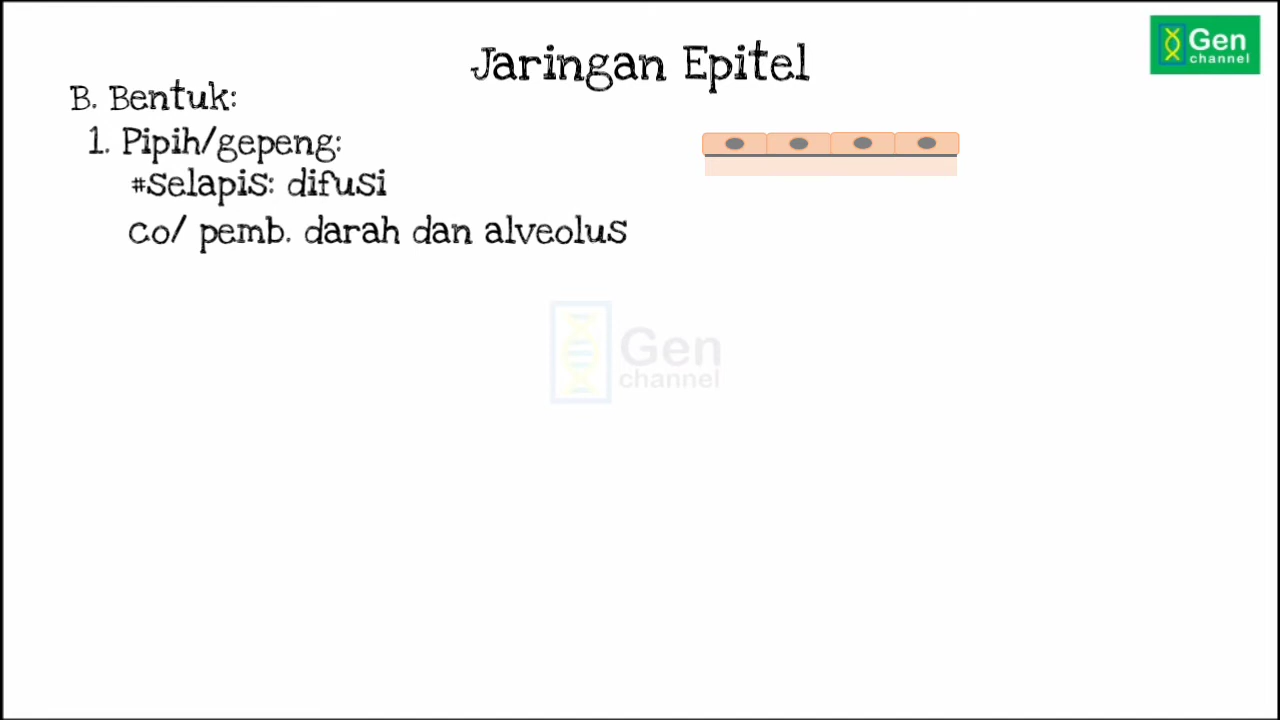 Jaringan Epitel
Gen
channel
B. Bentuk:
1. Pipih/gepeng:
#selapis: difusi
co/ pemb. darah dan alveolus
Gen
channel